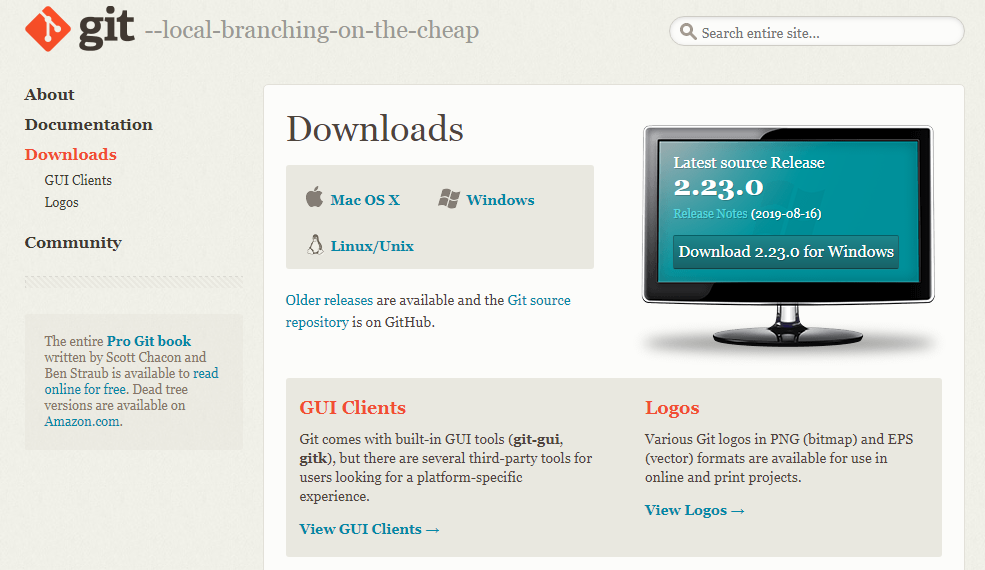 git --local-branching-on-the-cheap
Search entire site...
About
Documentation
Downloads
GUI Clients
Logos
Community
The entire Pro Git book
written by Scott Chacon and
Ben Straub is available to read
online for free. Dead tree
versions are available on
Amazon.com.
Downloads
Mac OS X
Windows
Linux/Unix
Older releases are available and the Git source
repository is on GitHub.
Latest source Release
2.23.0
Release Notes (2019-08-16)
Download 2.23.0 for Windows
GUI Clients
Git comes with built-in GUI tools (git-gui,
gitk), but there are several third-party tools for
users looking for a platform-specific
experience.
View GUI Clients →
Logos
Various Git logos in PNG (bitmap) and EPS
(vector) formats are available for use in
online and print projects.
View Logos →